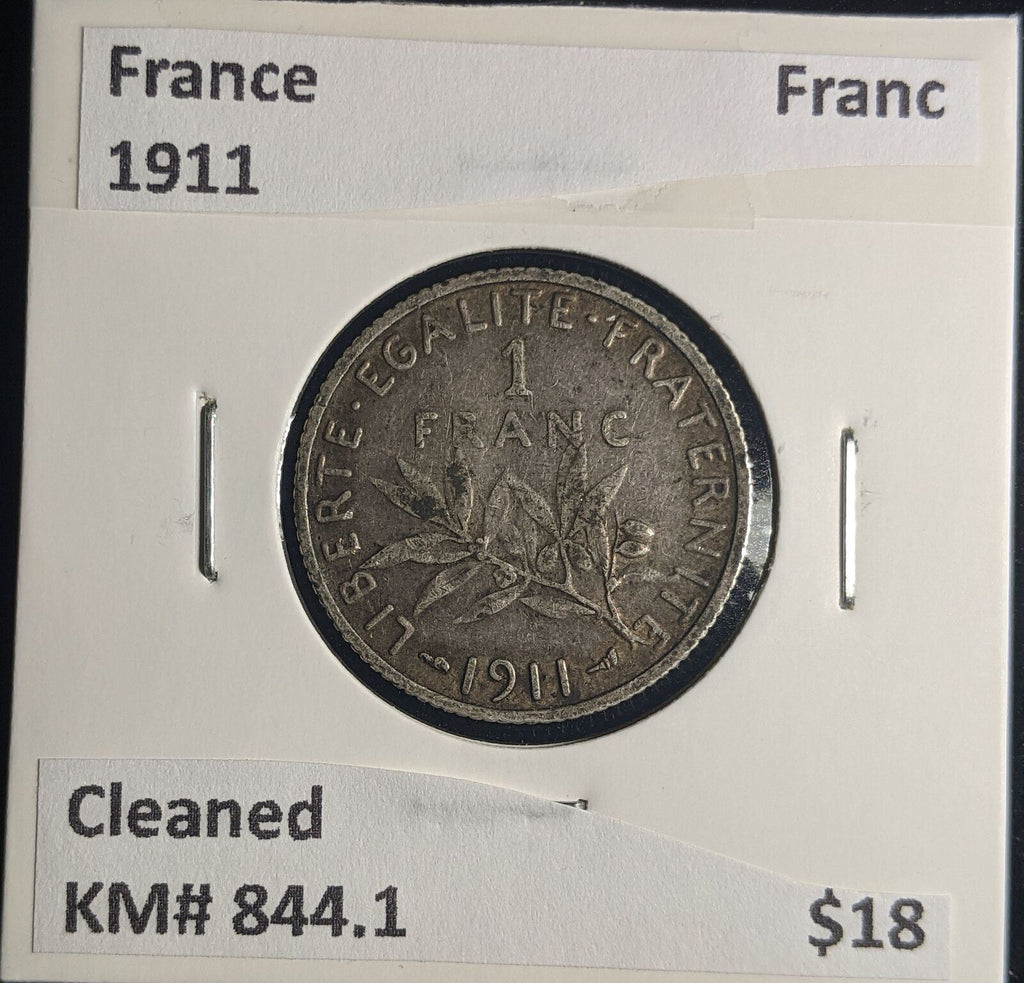 France Franc
1911
LIBERTE · EGALITE · FRATERNITE
1
FRANC
1911
Cleaned
KM# 844.1 $18